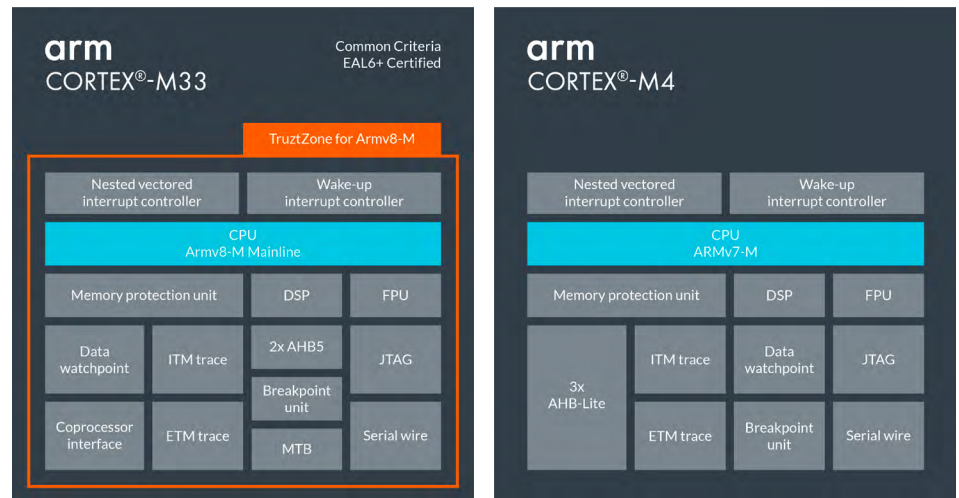 arm
CORTEX®-M33
Common Criteria
EAL6+ Certified
TruztZone for Armv8-M
Nested vectored
interrupt controller
Wake-up
interrupt controller
CPU
Armv8-M Mainline
Memory protection unit
DSP
FPU
Data
watchpoint
ITM trace
2x AHB5
JTAG
Breakpoint
unit
Coprocessor
interface
ETM trace
MTB
Serial wire
arm
CORTEX®-M4
Nested vectored
interrupt controller
Wake-up
interrupt controller
CPU
ARMv7-M
Memory protection unit
DSP
FPU
3x
AHB-Lite
ITM trace
Data
watchpoint
JTAG
ETM trace
Breakpoint
unit
Serial wire